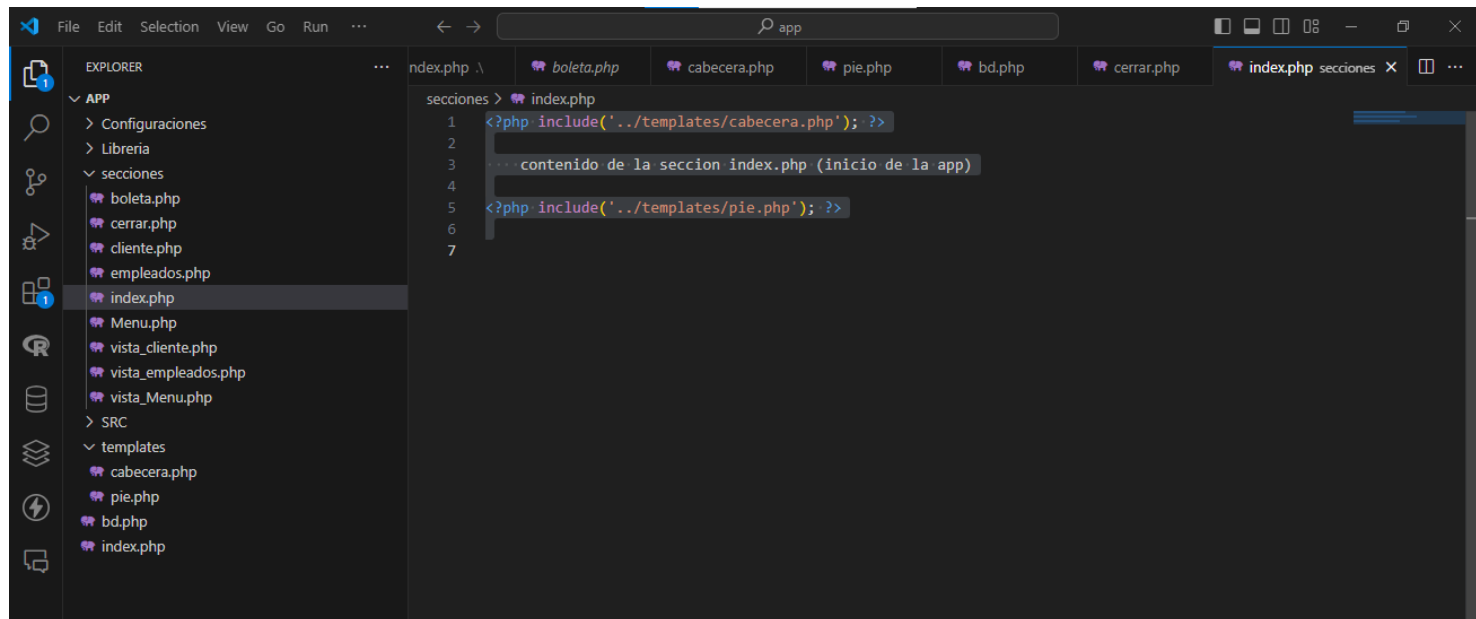 File Edit Selection View Go Run ··· app
EXPLORER ···
APP
Configuraciones
Libreria
secciones
boleta.php
cerrar.php
cliente.php
empleados.php
index.php
Menu.php
vista_cliente.php
vista_empleados.php
vista_Menu.php
SRC
templates
cabecera.php
pie.php
bd.php
index.php
1
1
R
ndex.php .\ boleta.php cabecera.php pie.php bd.php cerrar.php index.php secciones
secciones > index.php
1 <?php include('../templates/cabecera.php'); ?>
2
3 ····contenido de la seccion index.php (inicio de la app)
4
5 <?php include('../templates/pie.php'); ?>
6
7